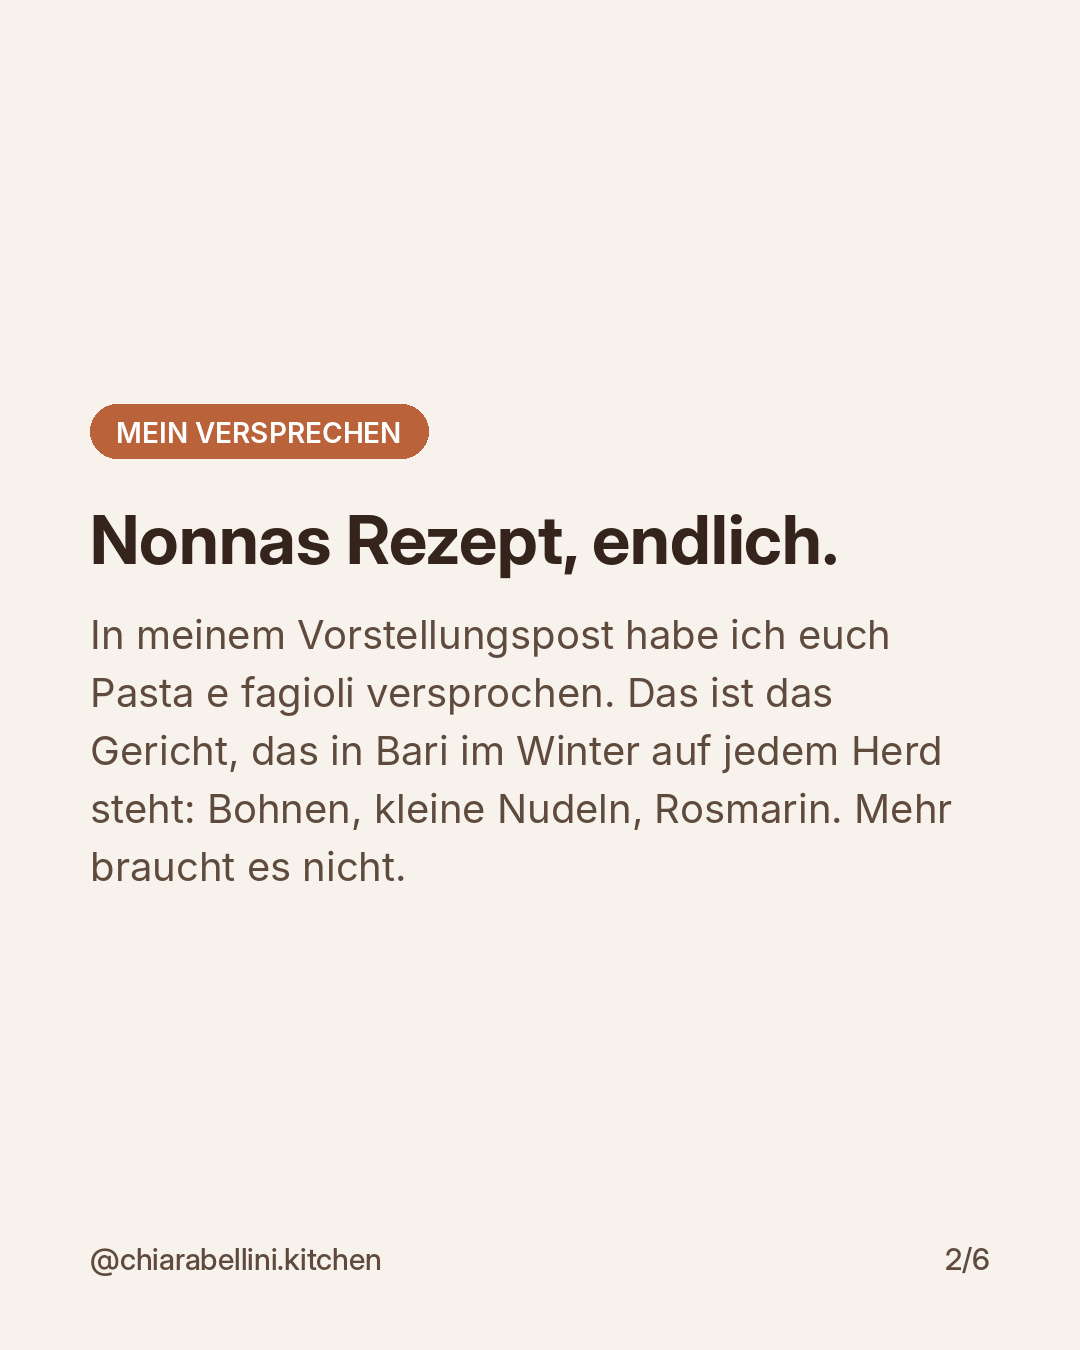 MEIN VERSPRECHEN
Nonnas Rezept, endlich.
In meinem Vorstellungspost habe ich euch
Pasta e fagioli versprochen. Das ist das
Gericht, das in Bari im Winter auf jedem Herd
steht: Bohnen, kleine Nudeln, Rosmarin. Mehr
braucht es nicht.
@chiarabellini.kitchen
2/6